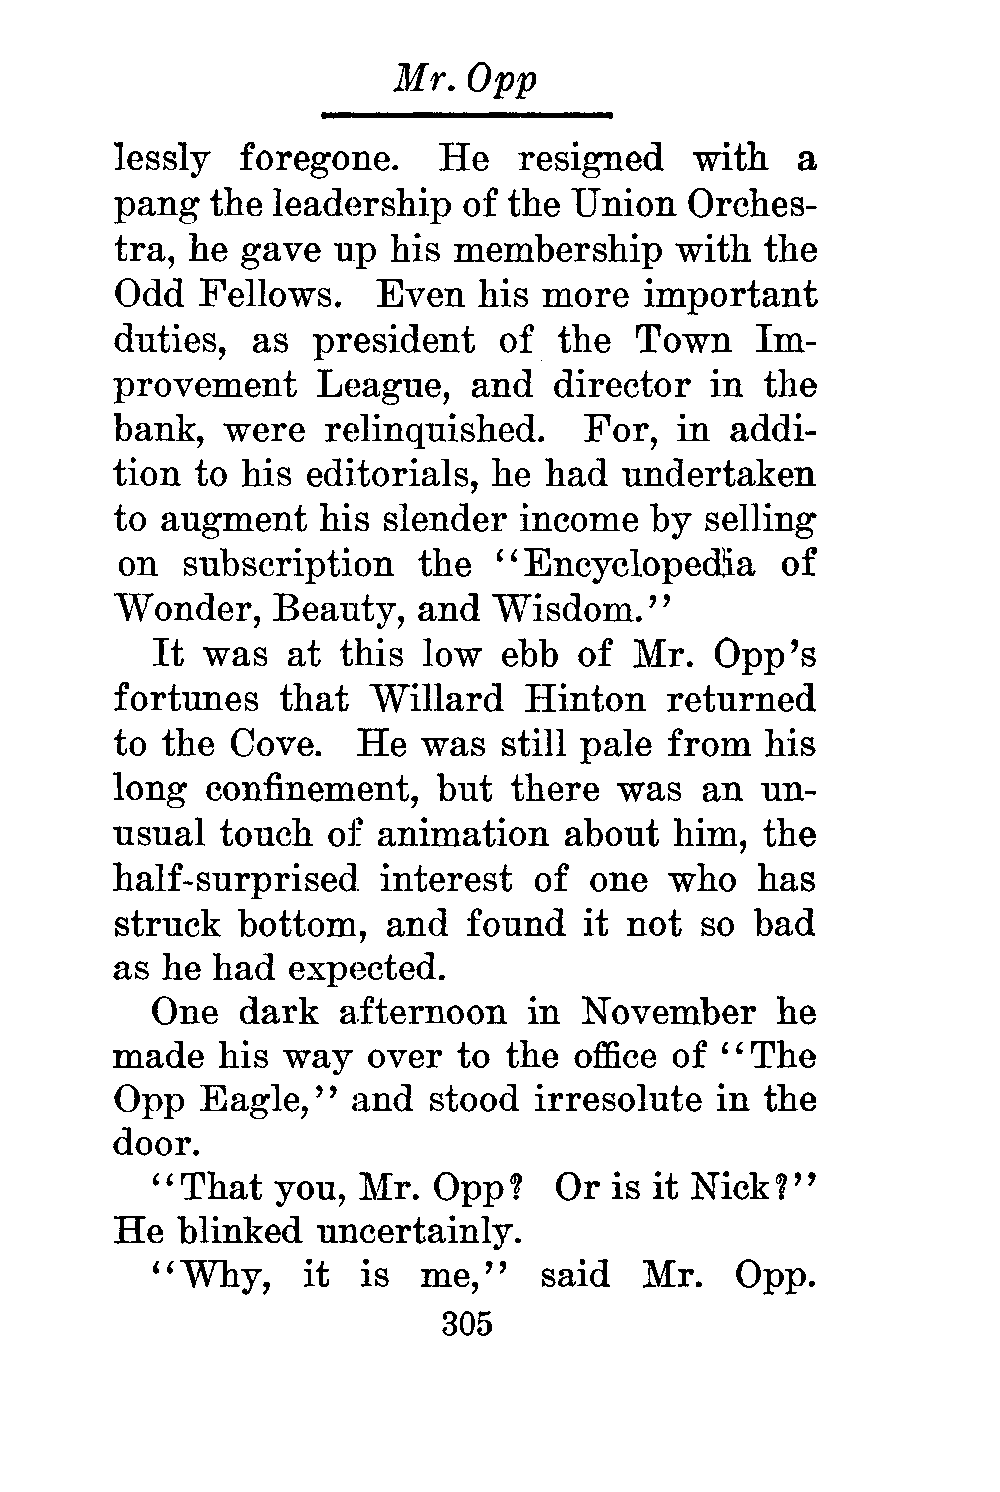 Mr. Opp
lessly foregone. He resigned with a
pang the leadership of the Union Orches-
tra, he gave up his membership with the
Odd Fellows. Even his more important
duties, as president of the Town Im-
provement League, and director in the
bank, were relinquished. For, in addi-
tion to his editorials, he had undertaken
to augment his slender income by selling
on subscription the "Encyclopedia of
Wonder, Beauty, and Wisdom."
It was at this low ebb of Mr. Opp's
fortunes that Willard Hinton returned
to the Cove. He was still pale from his
long confinement, but there was an un-
usual touch of animation about him, the
half-surprised interest of one who has
struck bottom, and found it not so bad
as he had expected.
One dark afternoon in November he
made his way over to the office of "The
Opp Eagle," and stood irresolute in the
door.
"That you, Mr. Opp? Or is it Nick?"
He blinked uncertainly.
"Why, it is me," said Mr. Opp.
305